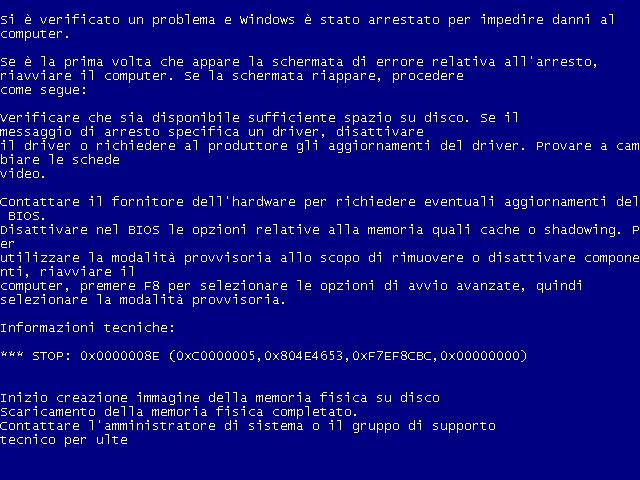 Si è verificato un problema e Windows è stato arrestato per impedire danni al
computer.
Se è la prima volta che appare la schermata di errore relativa all'arresto,
riavviare il computer. Se la schermata riappare, procedere
come segue:
Verificare che sia disponibile sufficiente spazio su disco. Se il
messaggio di arresto specifica un driver, disattivare
il driver o richiedere al produttore gli aggiornamenti del driver. Provare a cam
biare le schede
video.
Contattare il fornitore dell'hardware per richiedere eventuali aggiornamenti del
BIOS.
Disattivare nel BIOS le opzioni relative alla memoria quali cache o shadowing. P
er
utilizzare la modalità provvisoria allo scopo di rimuovere o disattivare compone
nti, riavviare il
computer, premere F8 per selezionare le opzioni di avvio avanzate, quindi
selezionare la modalità provvisoria.
Informazioni tecniche:
*** STOP: 0x0000008E (0xC0000005,0x804E4653,0xF7EF8CBC,0x00000000)
Inizio creazione immagine della memoria fisica su disco
Scaricamento della memoria fisica completato.
Contattare l'amministratore di sistema o il gruppo di supporto
tecnico per ulte